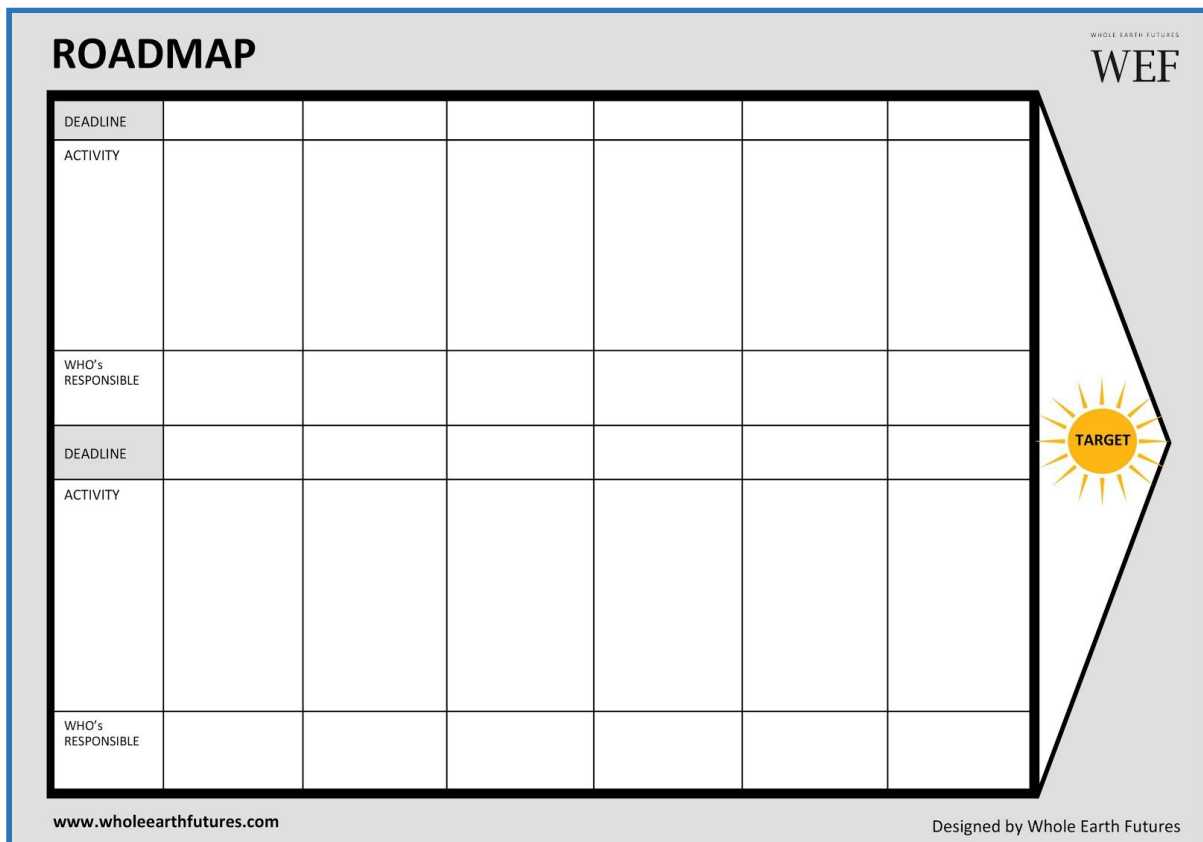 ROADMAP
WHOLE EARTH FUTURES
WEF
DEADLINE
ACTIVITY
WHO's
RESPONSIBLE
DEADLINE
ACTIVITY
WHO's
RESPONSIBLE
TARGET
www.wholeearthfutures.com
Designed by Whole Earth Futures